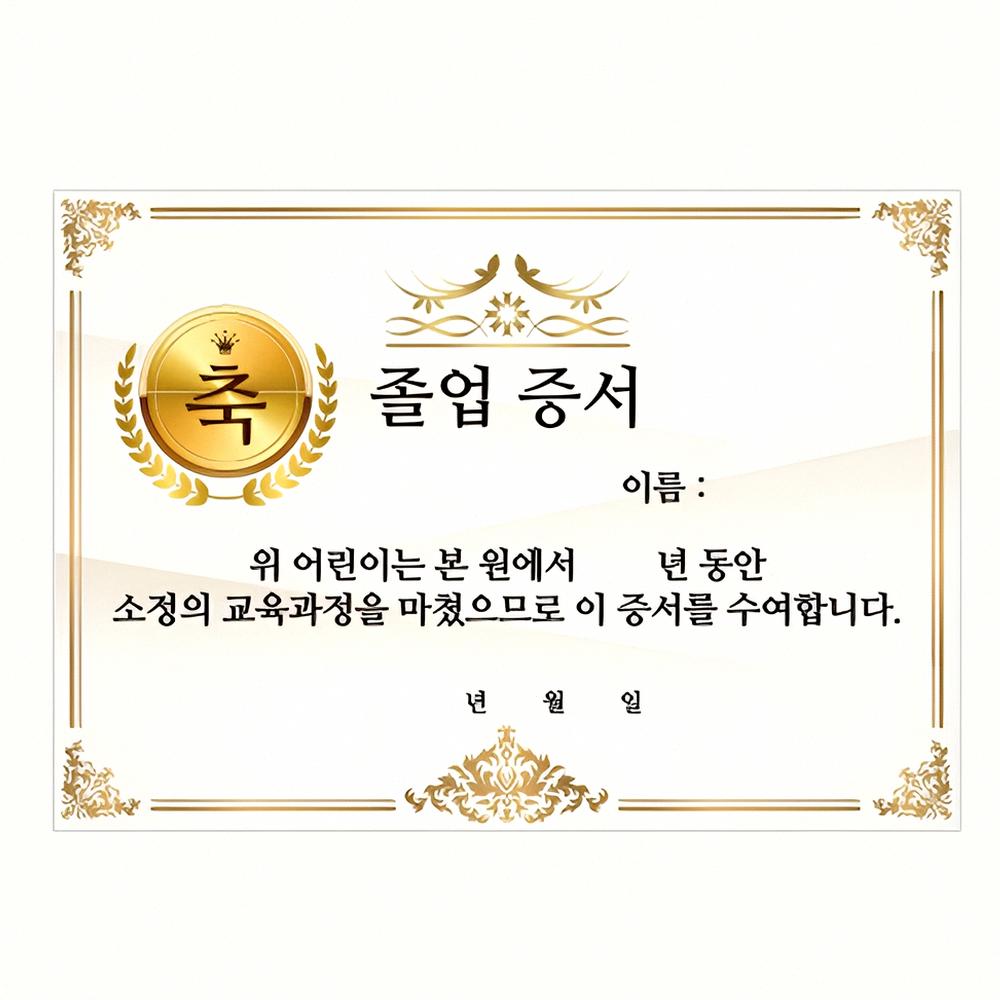 축
졸업 증서
이름 :
위 어린이는 본 원에서 년 동안
소정의 교육과정을 마쳤으므로 이 증서를 수여합니다.
년 월 일